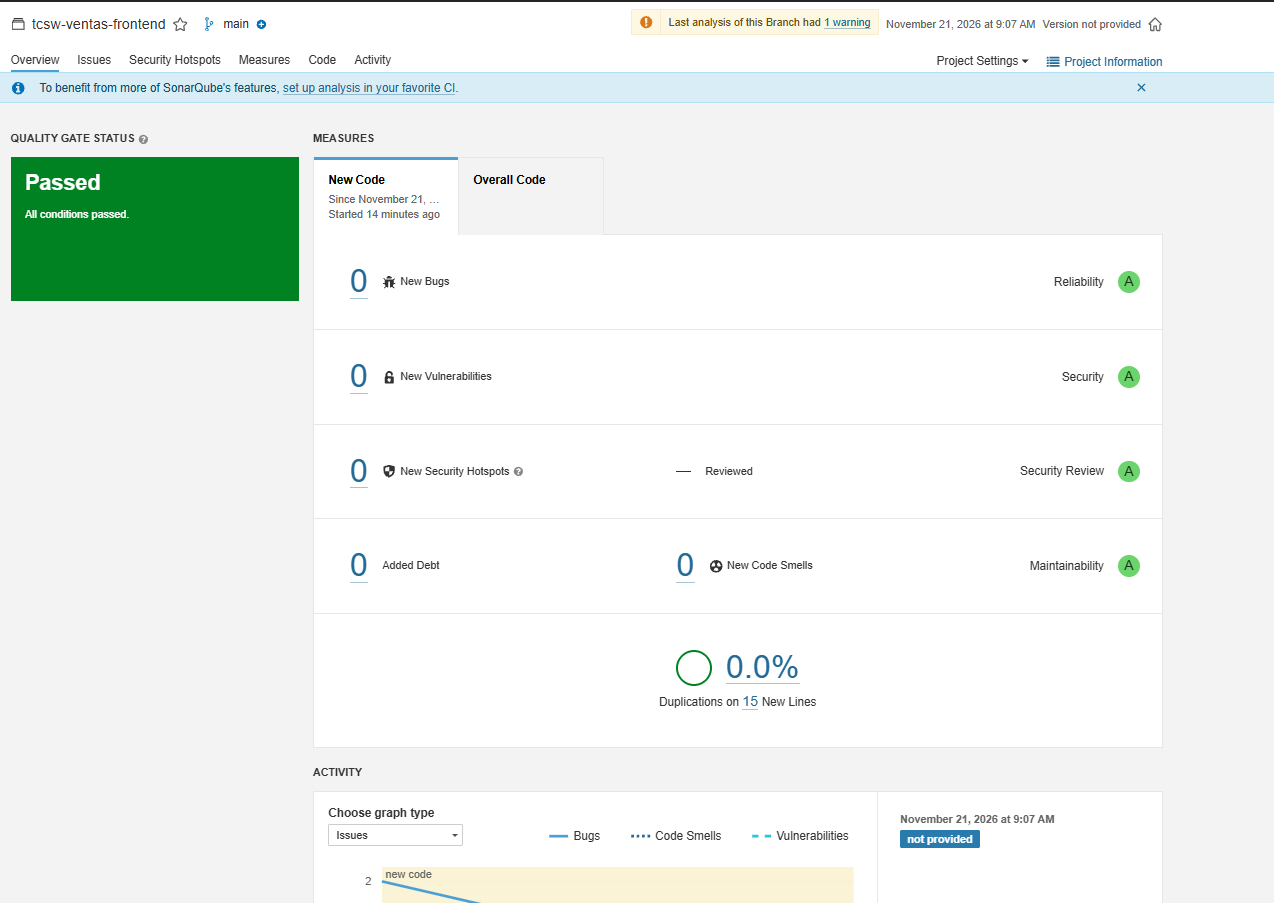 tcsw-ventas-frontend main Last analysis of this Branch had 1 warning November 21, 2026 at 9:07 AM Version not provided
Overview Issues Security Hotspots Measures Code Activity Project Settings Project Information
To benefit from more of SonarQube's features, set up analysis in your favorite CI.
QUALITY GATE STATUS
Passed
All conditions passed.
MEASURES
New Code
Since November 21, ...
Started 14 minutes ago
Overall Code
0 New Bugs Reliability A
0 New Vulnerabilities Security A
0 New Security Hotspots — Reviewed Security Review A
0 Added Debt 0 New Code Smells Maintainability A
0.0%
Duplications on 15 New Lines
ACTIVITY
Choose graph type
Issues
Bugs Code Smells Vulnerabilities
new code
2
November 21, 2026 at 9:07 AM
not provided